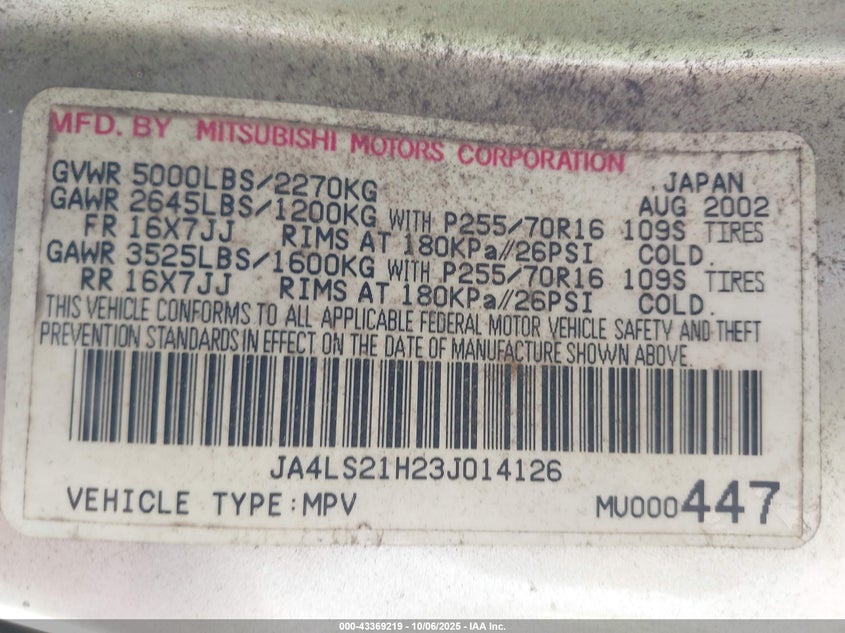 MFD. BY MITSUBISHI MOTORS CORPORATION
GVWR 5000LBS/2270KG JAPAN
GAWR 2645LBS/1200KG WITH P255/70R16 AUG 2002
FR 16X7JJ RIMS AT 180KPa//26PSI 109S TIRES
COLD.
GAWR 3525LBS/1600KG WITH P255/70R16 109S TIRES
RR 16X7JJ RIMS AT 180KPa//26PSI COLD.
THIS VEHICLE CONFORMS TO ALL APPLICABLE FEDERAL MOTOR VEHICLE SAFETY AND THEFT
PREVENTION STANDARDS IN EFFECT ON THE DATE OF MANUFACTURE SHOWN ABOVE.
JA4LS21H23J014126
VEHICLE TYPE:MPV MU000447
000-43369219 - 10/06/2025 - IAA Inc.